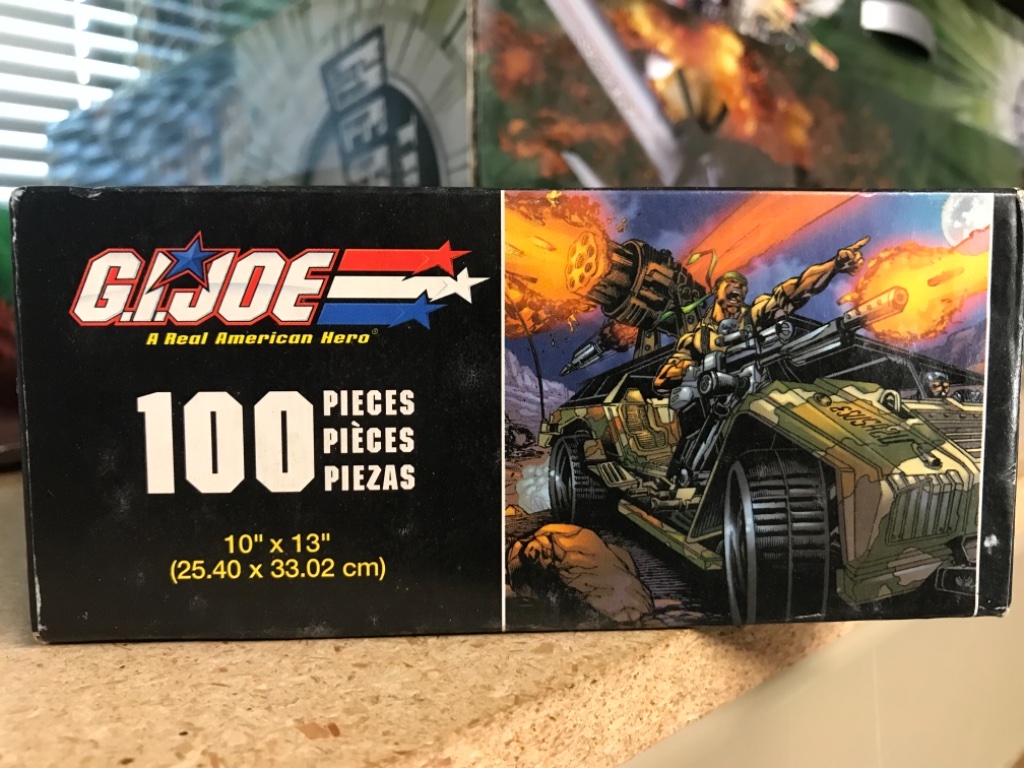 G.I.JOE
A Real American Hero®
100
PIECES
PIÈCES
PIEZAS
10" x 13"
(25.40 x 33.02 cm)